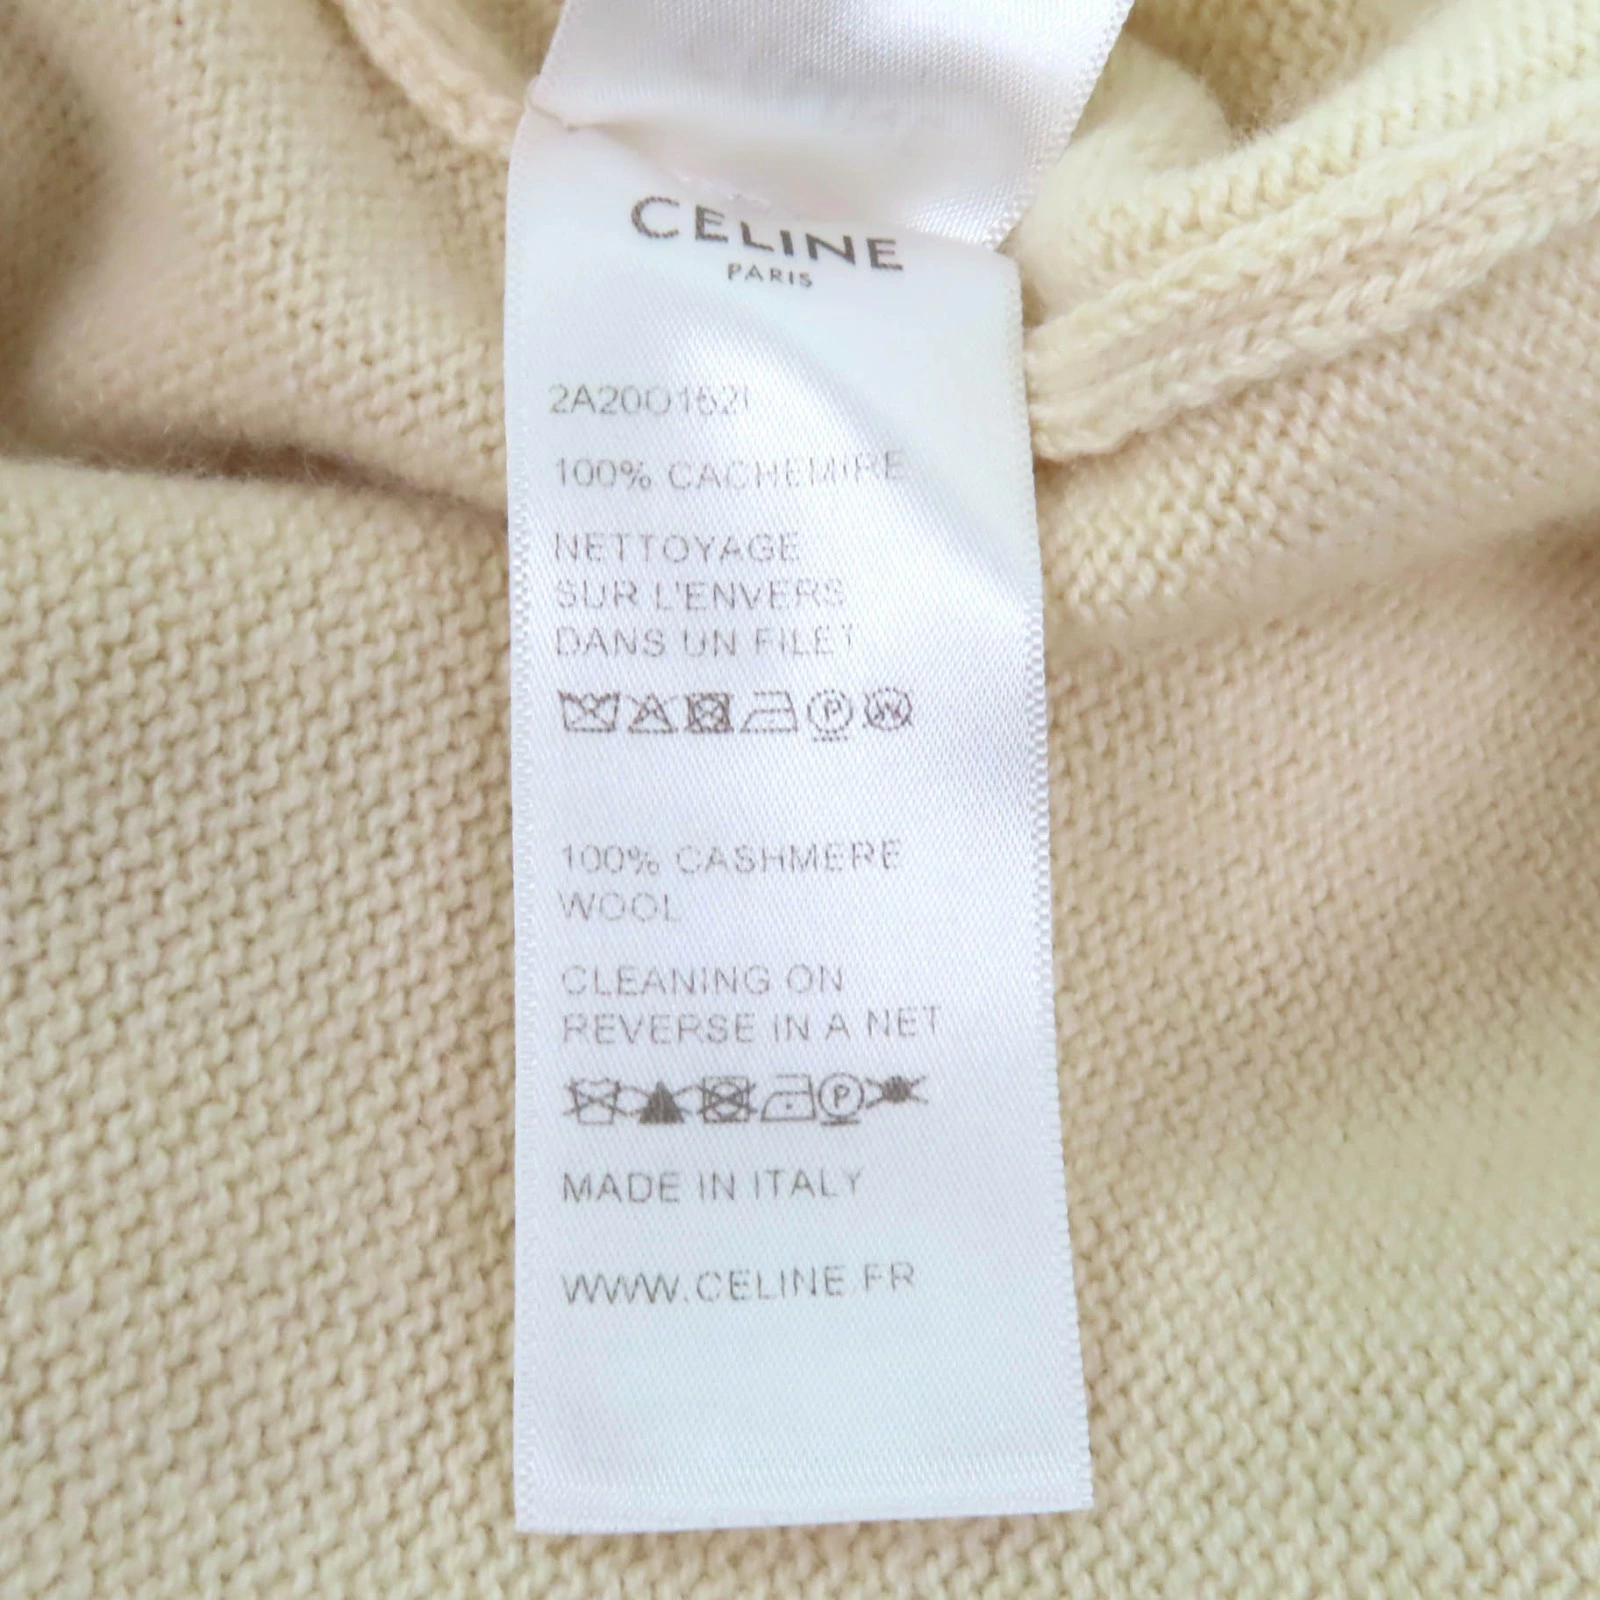 CELINE
PARIS
2A20O152I
100% CACHEMIRE
NETTOYAGE
SUR L'ENVERS
DANS UN FILET
P W
100% CASHMERE
WOOL
CLEANING ON
REVERSE IN A NET
P
MADE IN ITALY
WWW.CELINE.FR